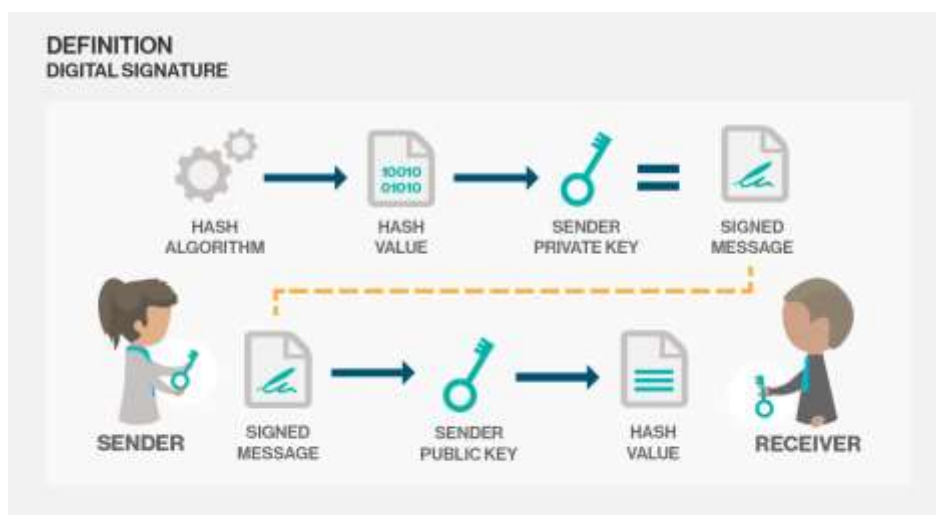 DEFINITION
DIGITAL SIGNATURE
10010
01010
HASH
ALGORITHM
HASH
VALUE
SENDER
PRIVATE KEY
SIGNED
MESSAGE
SENDER
SIGNED
MESSAGE
SENDER
PUBLIC KEY
HASH
VALUE
RECEIVER